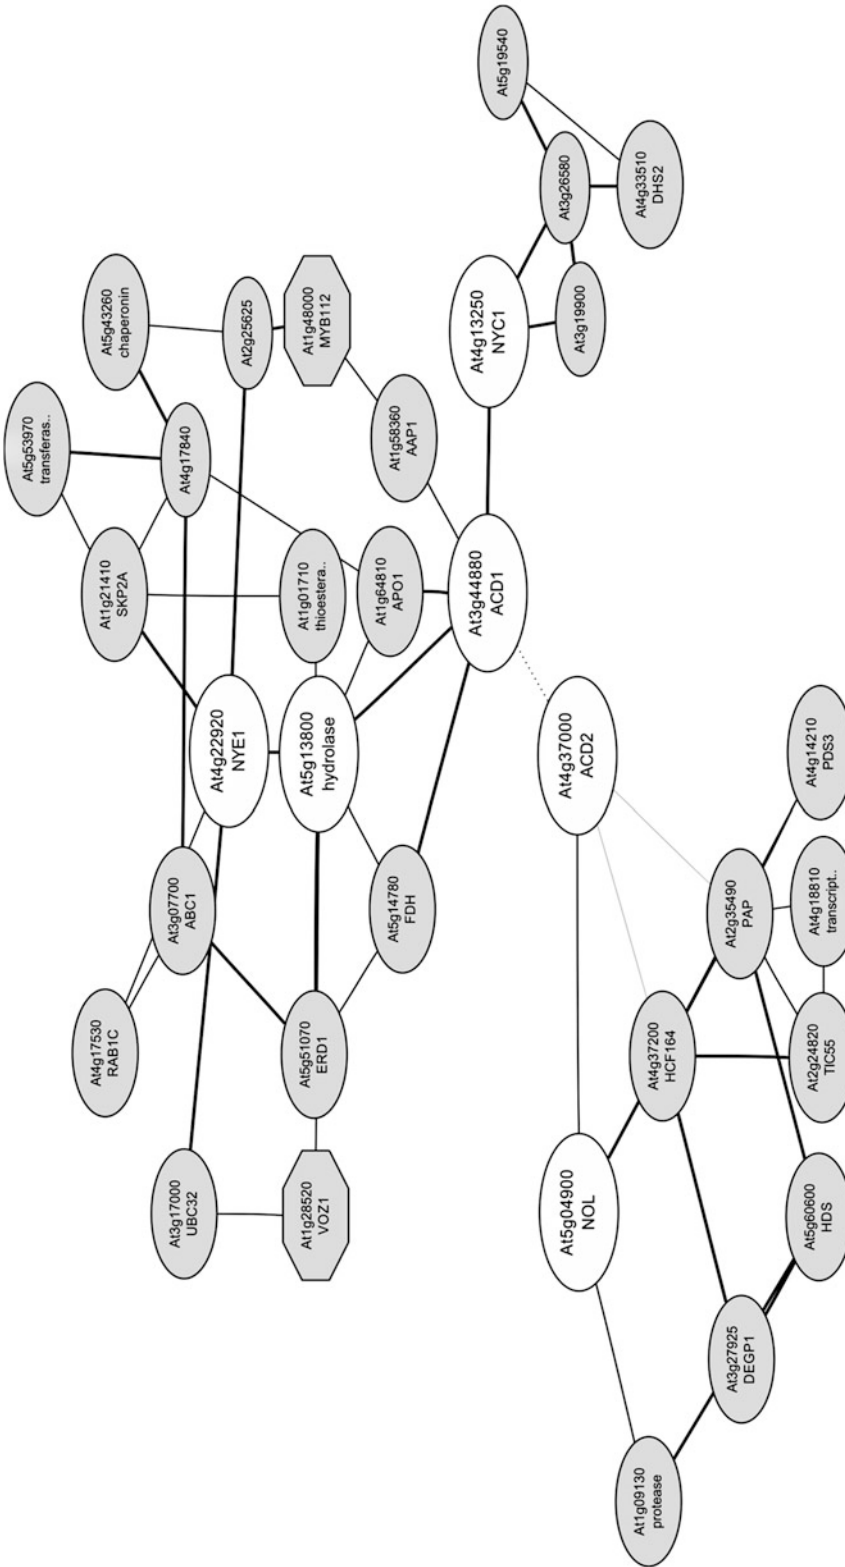 At5g19540
At3g26580
At4g33510
DHS2
At5g43260
chaperonin
At2g25625
At1g48000
MYB112
At4g13250
NYC1
At3g19900
At5g53970
transferas..
At4g17840
At1g58360
AAP1
At1g21410
SKP2A
At1g01710
thioestera..
At1g64810
APO1
At3g44880
ACD1
At4g22920
NYE1
At5g13800
hydrolase
At4g37000
ACD2
At4g14210
PDS3
At3g07700
ABC1
At5g14780
FDH
At2g35490
PAP
At4g18810
transcript..
At4g17530
RAB1C
At5g51070
ERD1
At4g37200
HCF164
At2g24820
TIC55
At3g17000
UBC32
At1g28520
VOZ1
At5g04900
NOL
At5g60600
HDS
At3g27925
DEGP1
At1g09130
protease